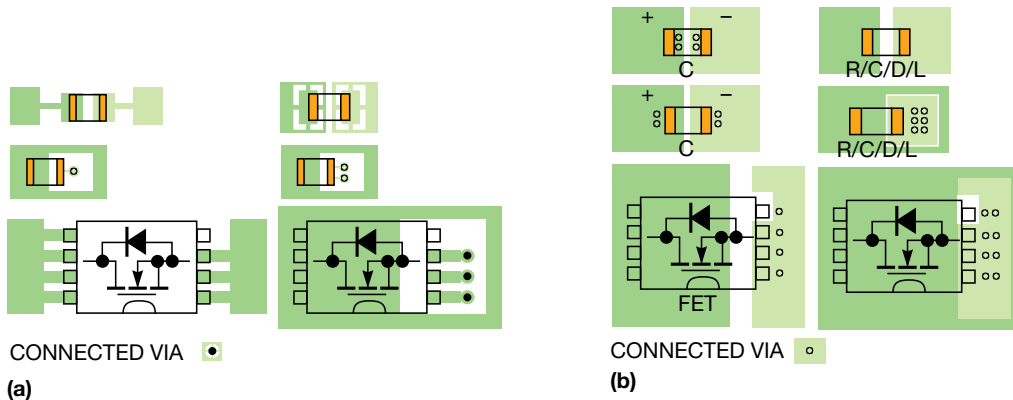 CONNECTED VIA
(a)
+ −
C
R/C/D/L
+ −
C
R/C/D/L
FET
CONNECTED VIA
(b)